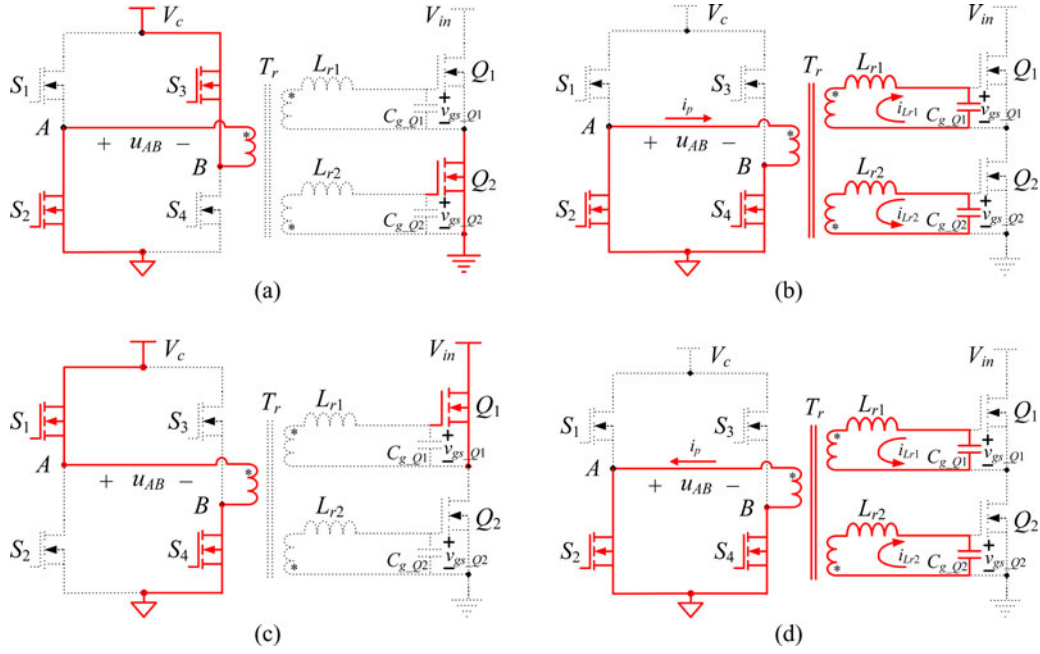 V_c V_in
S_1 S_3 T_r L_r1 Q_1
A C_g_Q1 + v_gs_Q1 −
+ u_AB − *
B L_r2 Q_2
S_2 S_4 C_g_Q2 + v_gs_Q2 −
* *
(a)
V_c V_in
S_1 S_3 T_r L_r1 Q_1
A i_p i_Lr1 C_g_Q1 + v_gs_Q1 −
+ u_AB − *
B L_r2 Q_2
S_2 S_4 i_Lr2 C_g_Q2 + v_gs_Q2 −
* *
(b)
V_c V_in
S_1 S_3 T_r L_r1 Q_1
A C_g_Q1 + v_gs_Q1 −
+ u_AB − *
B L_r2 Q_2
S_2 S_4 C_g_Q2 + v_gs_Q2 −
* *
(c)
V_c V_in
S_1 S_3 T_r L_r1 Q_1
A i_p i_Lr1 C_g_Q1 + v_gs_Q1 −
+ u_AB − *
B L_r2 Q_2
S_2 S_4 i_Lr2 C_g_Q2 + v_gs_Q2 −
* *
(d)